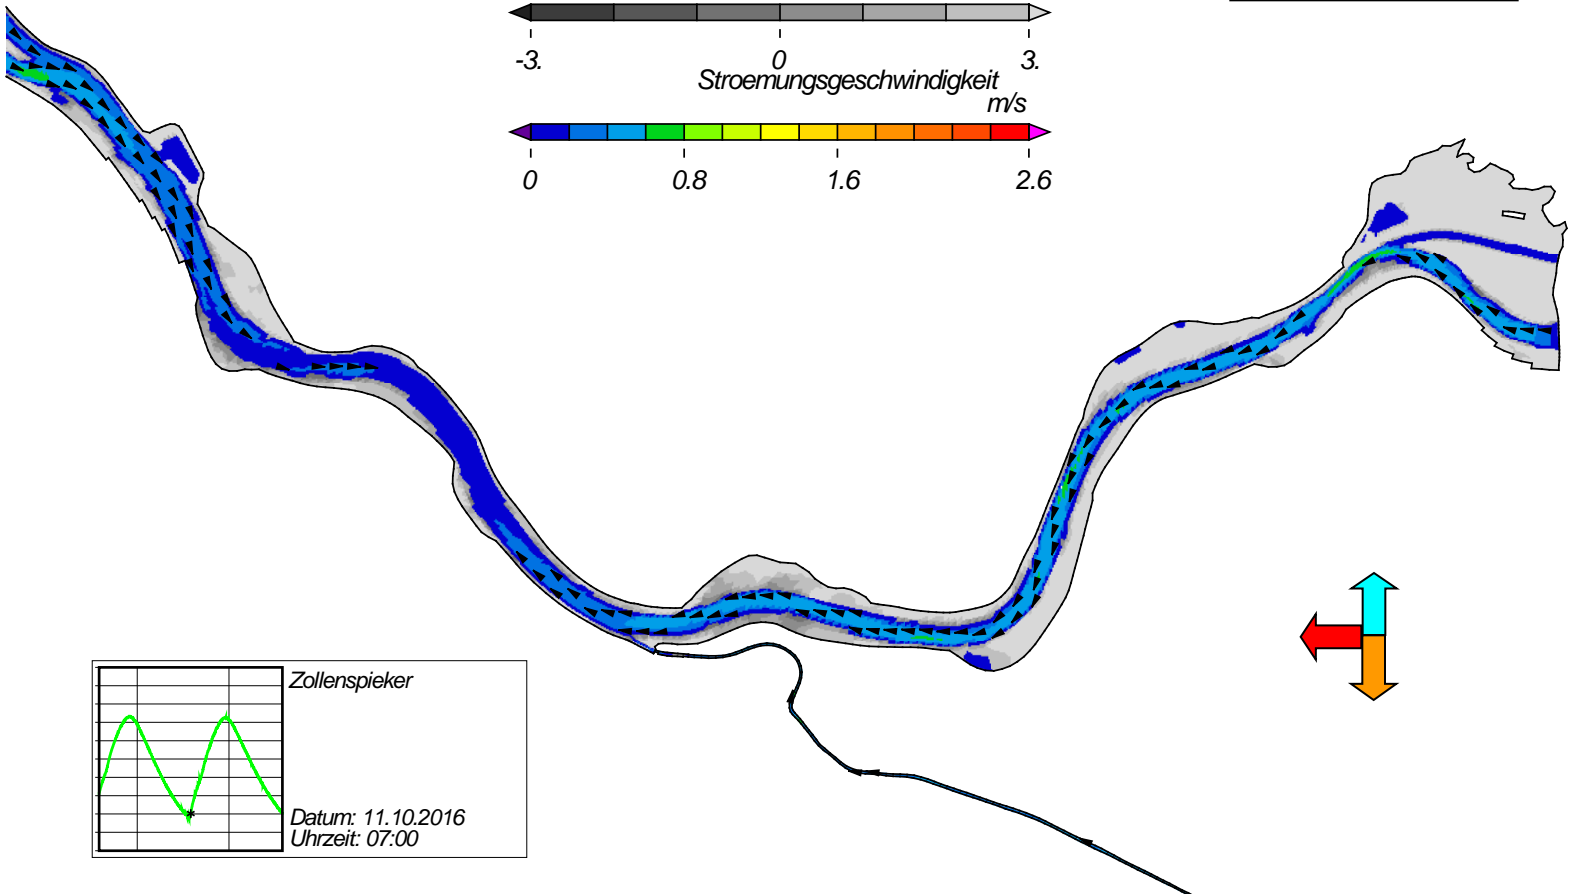 -3. 0 3.
Stroemungsgeschwindigkeit
m/s
0 0.8 1.6 2.6
Zollenspieker
Datum: 11.10.2016
Uhrzeit: 07:00